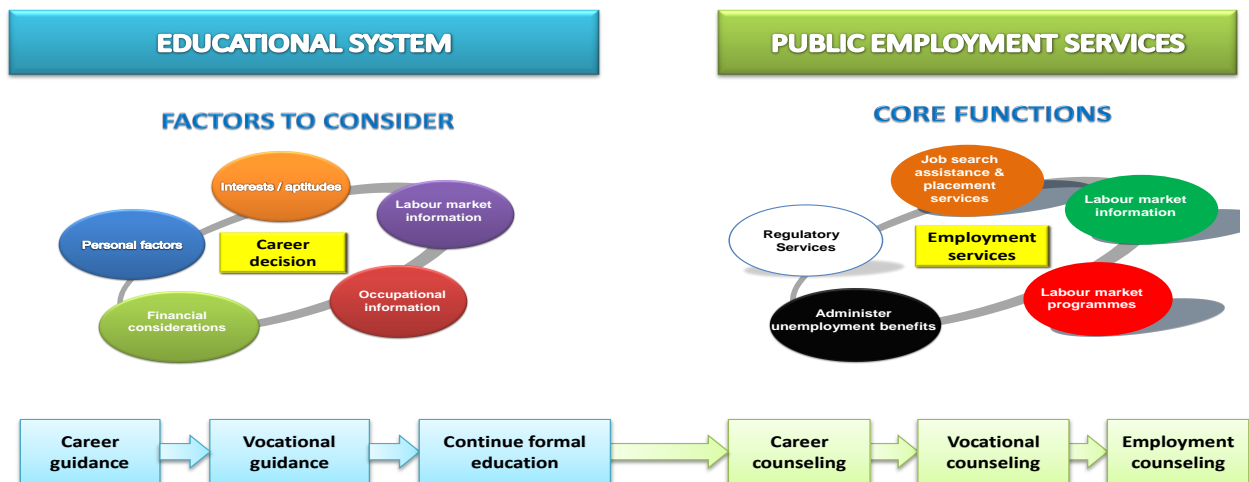 EDUCATIONAL SYSTEM
FACTORS TO CONSIDER
Interests / aptitudes
Labour market
information
Personal factors
Career
decision
Occupational
information
Financial
considerations
PUBLIC EMPLOYMENT SERVICES
CORE FUNCTIONS
Job search
assistance &
placement
services
Labour market
information
Regulatory
Services
Employment
services
Labour market
programmes
Administer
unemployment benefits
Career
guidance
Vocational
guidance
Continue formal
education
Career
counseling
Vocational
counseling
Employment
counseling